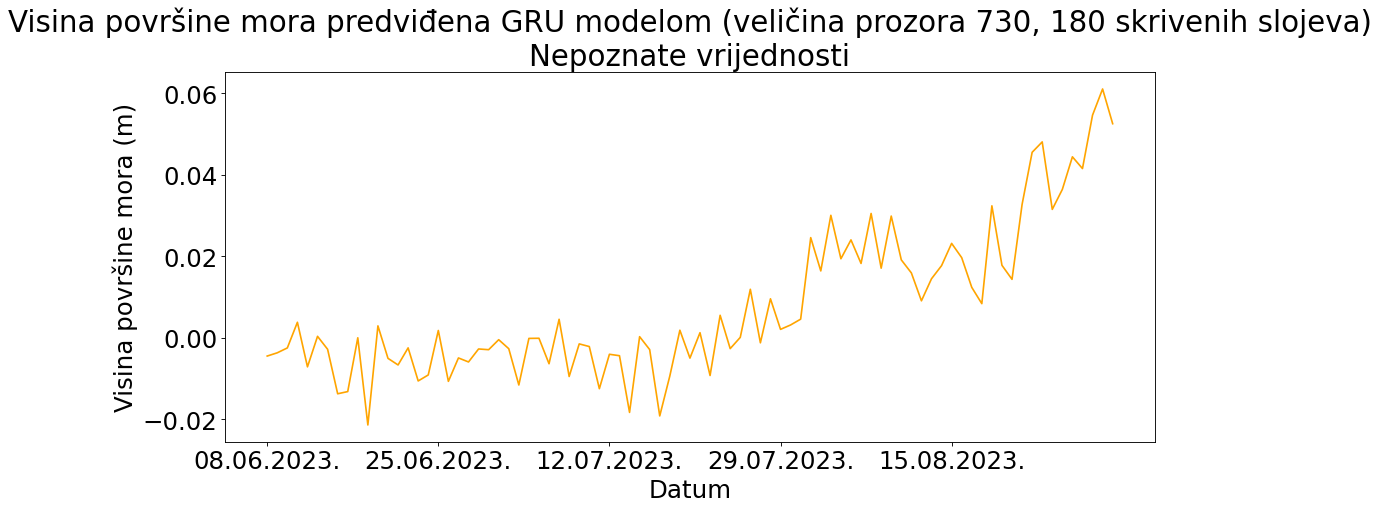 Visina površine mora predviđena GRU modelom (veličina prozora 730, 180 skrivenih slojeva)
Nepoznate vrijednosti
Visina površine mora (m)
0.06
0.04
0.02
0.00
−0.02
08.06.2023. 25.06.2023. 12.07.2023. 29.07.2023. 15.08.2023.
Datum